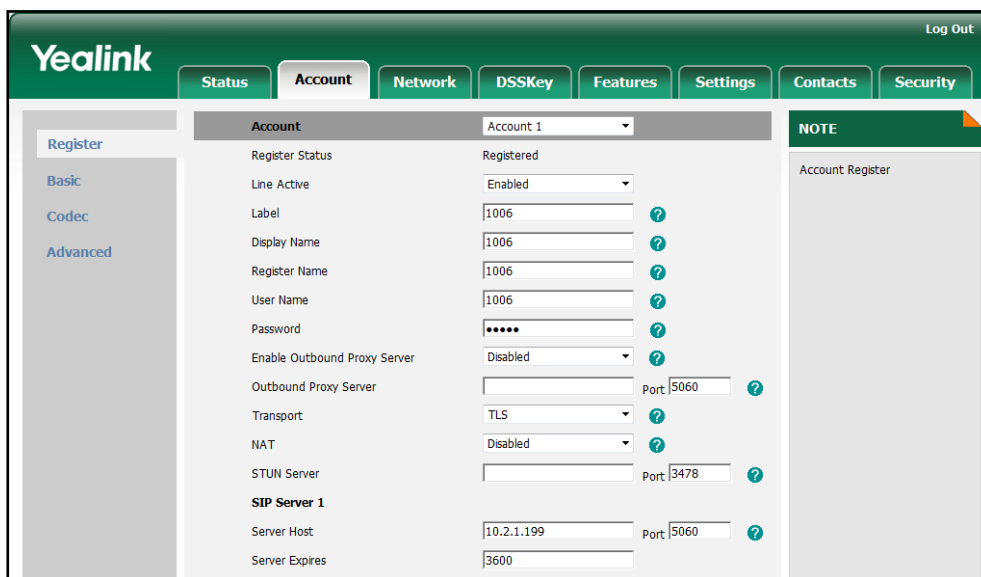 Log Out
Yealink
Status Account Network DSSKey Features Settings Contacts Security
Register
Basic
Codec
Advanced
Account Account 1
Register Status Registered
Line Active Enabled
Label 1006 ?
Display Name 1006 ?
Register Name 1006 ?
User Name 1006 ?
Password ••••• ?
Enable Outbound Proxy Server Disabled ?
Outbound Proxy Server Port 5060 ?
Transport TLS ?
NAT Disabled ?
STUN Server Port 3478 ?
SIP Server 1
Server Host 10.2.1.199 Port 5060 ?
Server Expires 3600
NOTE
Account Register